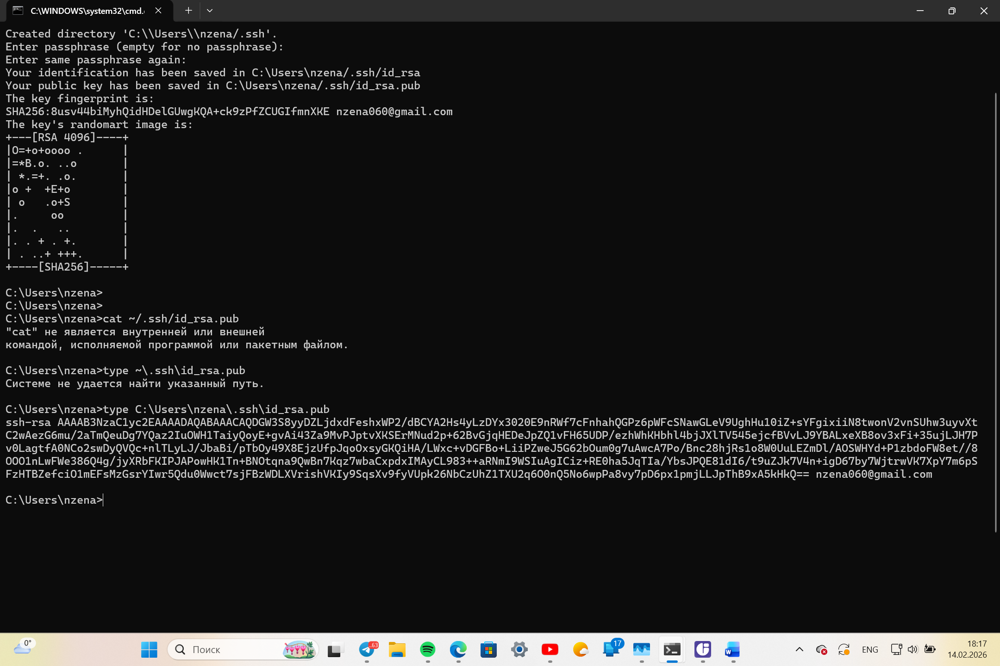 C:\WINDOWS\system32\cmd.
Created directory 'C:\\Users\\nzena/.ssh'.
Enter passphrase (empty for no passphrase):
Enter same passphrase again:
Your identification has been saved in C:\Users\nzena/.ssh/id_rsa
Your public key has been saved in C:\Users\nzena/.ssh/id_rsa.pub
The key fingerprint is:
SHA256:8usv44biMyhQidHDelGUwgKQA+ck9zPfZCUGIfmnXKE nzena060@gmail.com
The key's randomart image is:
+---[RSA 4096]----+
|O=+o+oooo .      |
|=*B.o. ..o       |
| *.=+. .o.       |
|o +  +E+o        |
| o   .o+S        |
|.     oo         |
|.  .   ..        |
|. . + . +.       |
| . ..+ +++.      |
+----[SHA256]-----+
C:\Users\nzena>
C:\Users\nzena>
C:\Users\nzena>cat ~/.ssh/id_rsa.pub
"cat" не является внутренней или внешней
командой, исполняемой программой или пакетным файлом.
C:\Users\nzena>type ~\.ssh\id_rsa.pub
Системе не удается найти указанный путь.
C:\Users\nzena>type C:\Users\nzena\.ssh\id_rsa.pub
ssh-rsa AAAAB3NzaC1yc2EAAAADAQABAAACAQDGW3S8yyDZLjdxdFeshxWP2/dBCYA2Hs4yLzDYx3020E9nRWf7cFnhahQGPz6pWFcSNawGLeV9UghHu10iZ+sYFgixiiN8twonV2vnSUhw3uyvXt
C2wAezG6mu/2aTmQeuDg7YQaz2IuOWH1TaiyQoyE+gvAi43Za9MvPJptvXKSErMNud2p+62BvGjqHEDeJpZQ1vFH65UDP/ezhWhKHbhl4bjJXlTV545ejcfBVvLJ9YBALxeXB8ov3xFi+35ujLJH7P
v0LagtfA0NCo2swDyQVQc+nlTLyLJ/JbaBi/pTbOy49X8EjzUfpJqoOxsyGKQiHA/LWxc+vDGFBo+LiiPZweJ5G62bOum0g7uAwcA7Po/Bnc28hjRs1o8W0UuLEZmDl/AOSWHYd+P1zbdoFW8et//8
OOO1nLwFWe386Q4g/jyXRbFKIPJAPowHK1Tn+BNOtqna9QwBn7Kqz7wbaCxpdxIMAyCL983++aRNmI9WSIuAgICiz+RE0ha5JqTIa/YbsJPQE81dI6/t9uZJk7V4n+igD67by7WjtrwVK7XpY7m6pS
FzHTBZefciO1mEFsMzGsrYIwr5Qdu0Wwct7sjFBzWDLXVrishVKIy9SqsXv9fyVUpk26NbCzUhZ1TXU2q6O0nQ5No6wpPa8vy7pD6px1pmjLLJpThB9xA5kHkQ== nzena060@gmail.com
C:\Users\nzena>
0°
Поиск
..63
17
ENG
18:17
14.02.2026